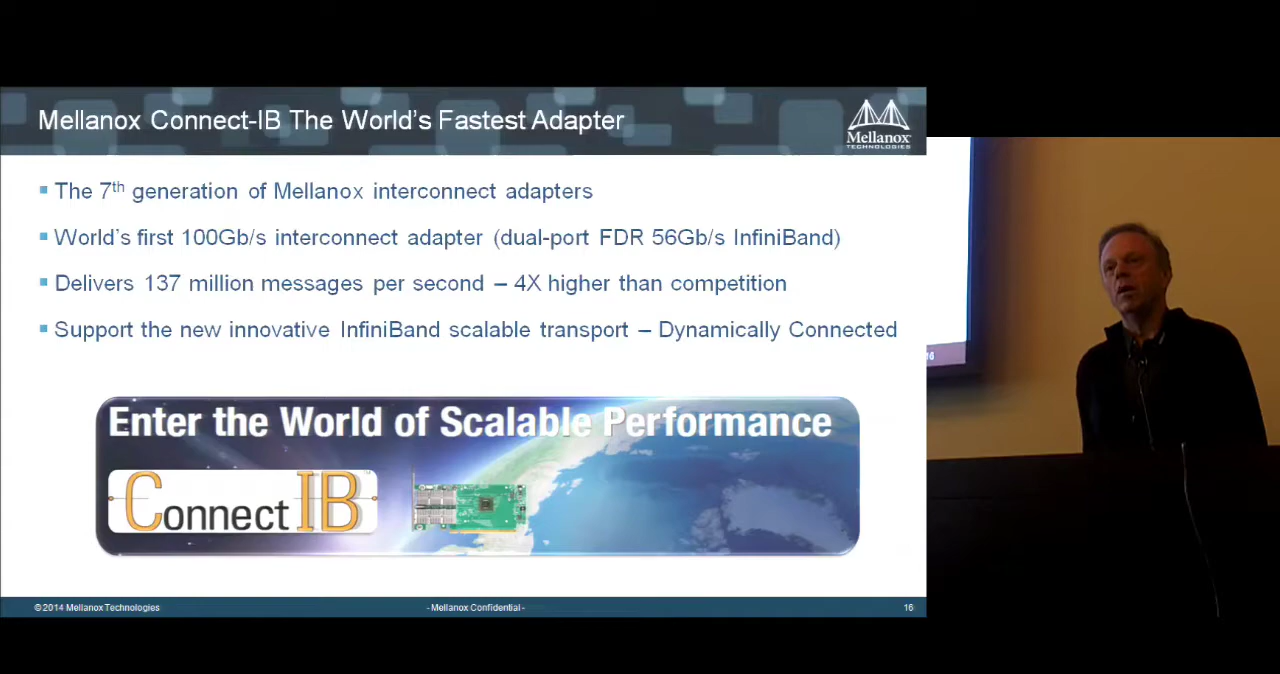 Mellanox Connect-IB The World's Fastest Adapter
Mellanox
TECHNOLOGIES
▪ The 7th generation of Mellanox interconnect adapters
▪ World's first 100Gb/s interconnect adapter (dual-port FDR 56Gb/s InfiniBand)
▪ Delivers 137 million messages per second – 4X higher than competition
▪ Support the new innovative InfiniBand scalable transport – Dynamically Connected
Enter the World of Scalable Performance
Connect IB
© 2014 Mellanox Technologies
- Mellanox Confidential -
16
16